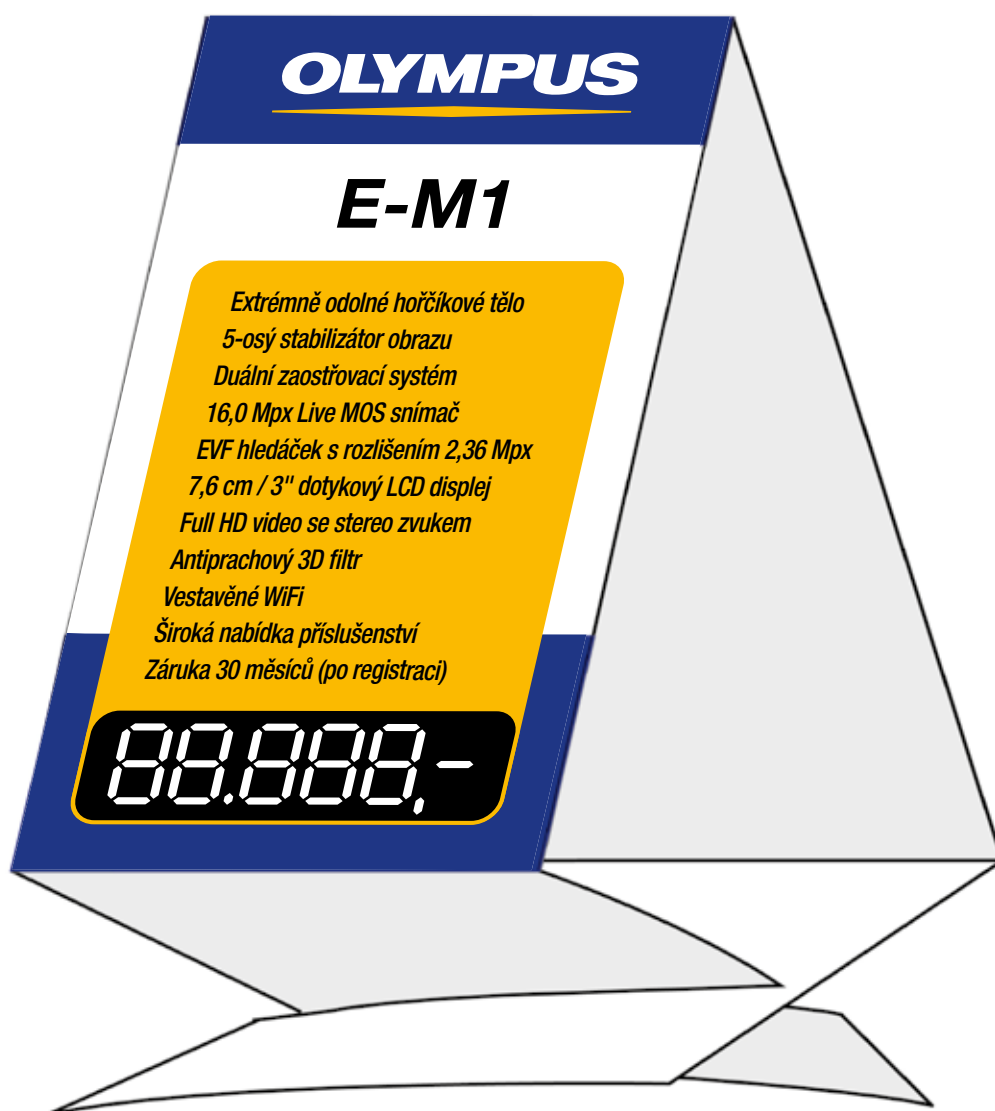 OLYMPUS
E-M1
Extrémně odolné hořčíkové tělo
5-osý stabilizátor obrazu
Duální zaostřovací systém
16,0 Mpx Live MOS snímač
EVF hledáček s rozlišením 2,36 Mpx
7,6 cm / 3" dotykový LCD displej
Full HD video se stereo zvukem
Antiprachový 3D filtr
Vestavěné WiFi
Široká nabídka příslušenství
Záruka 30 měsíců (po registraci)
88.888,-